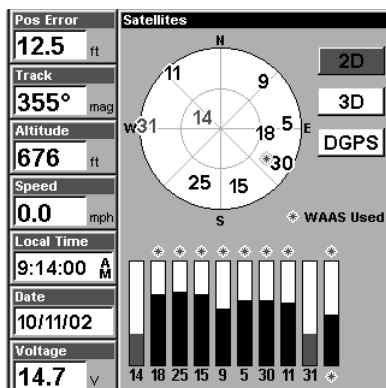 Pos Error
12.5 ft
Track
355° mag
Altitude
676 ft
Speed
0.0 mph
Local Time
9:14:00 AM
Date
10/11/02
Voltage
14.7 V
Satellites
N
11
9
2D
W 31
14
18
5
E
3D
30
DGPS
25
15
S
WAAS Used
14 18 25 15 9 5 30 11 31